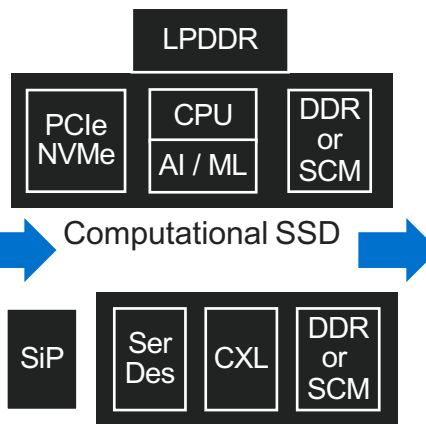 LPDDR
PCIe
NVMe
CPU
AI / ML
DDR
or
SCM
Computational SSD
SiP
Ser
Des
CXL
DDR
or
SCM